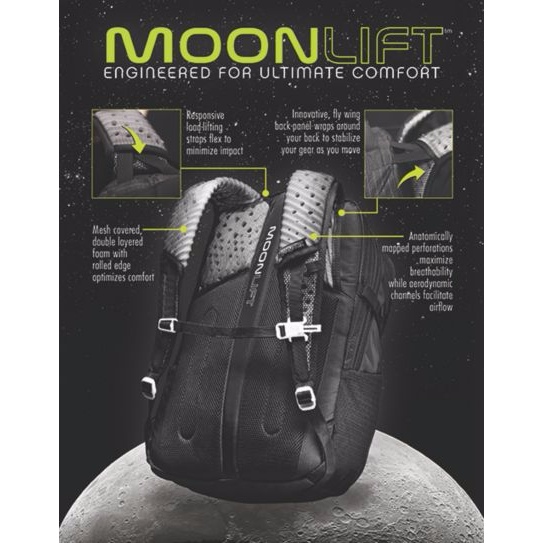 MOONLIFT™
ENGINEERED FOR ULTIMATE COMFORT
Responsive
load-lifting
straps flex to
minimize impact
Innovative, fly wing
back-panel wraps around
your back to stabilize
your gear as you move
Mesh covered,
double layered
foam with
rolled edge
optimizes comfort
Anatomically
mapped perforations
maximize
breathability
while aerodynamic
channels facilitate
airflow
MOONLIFT